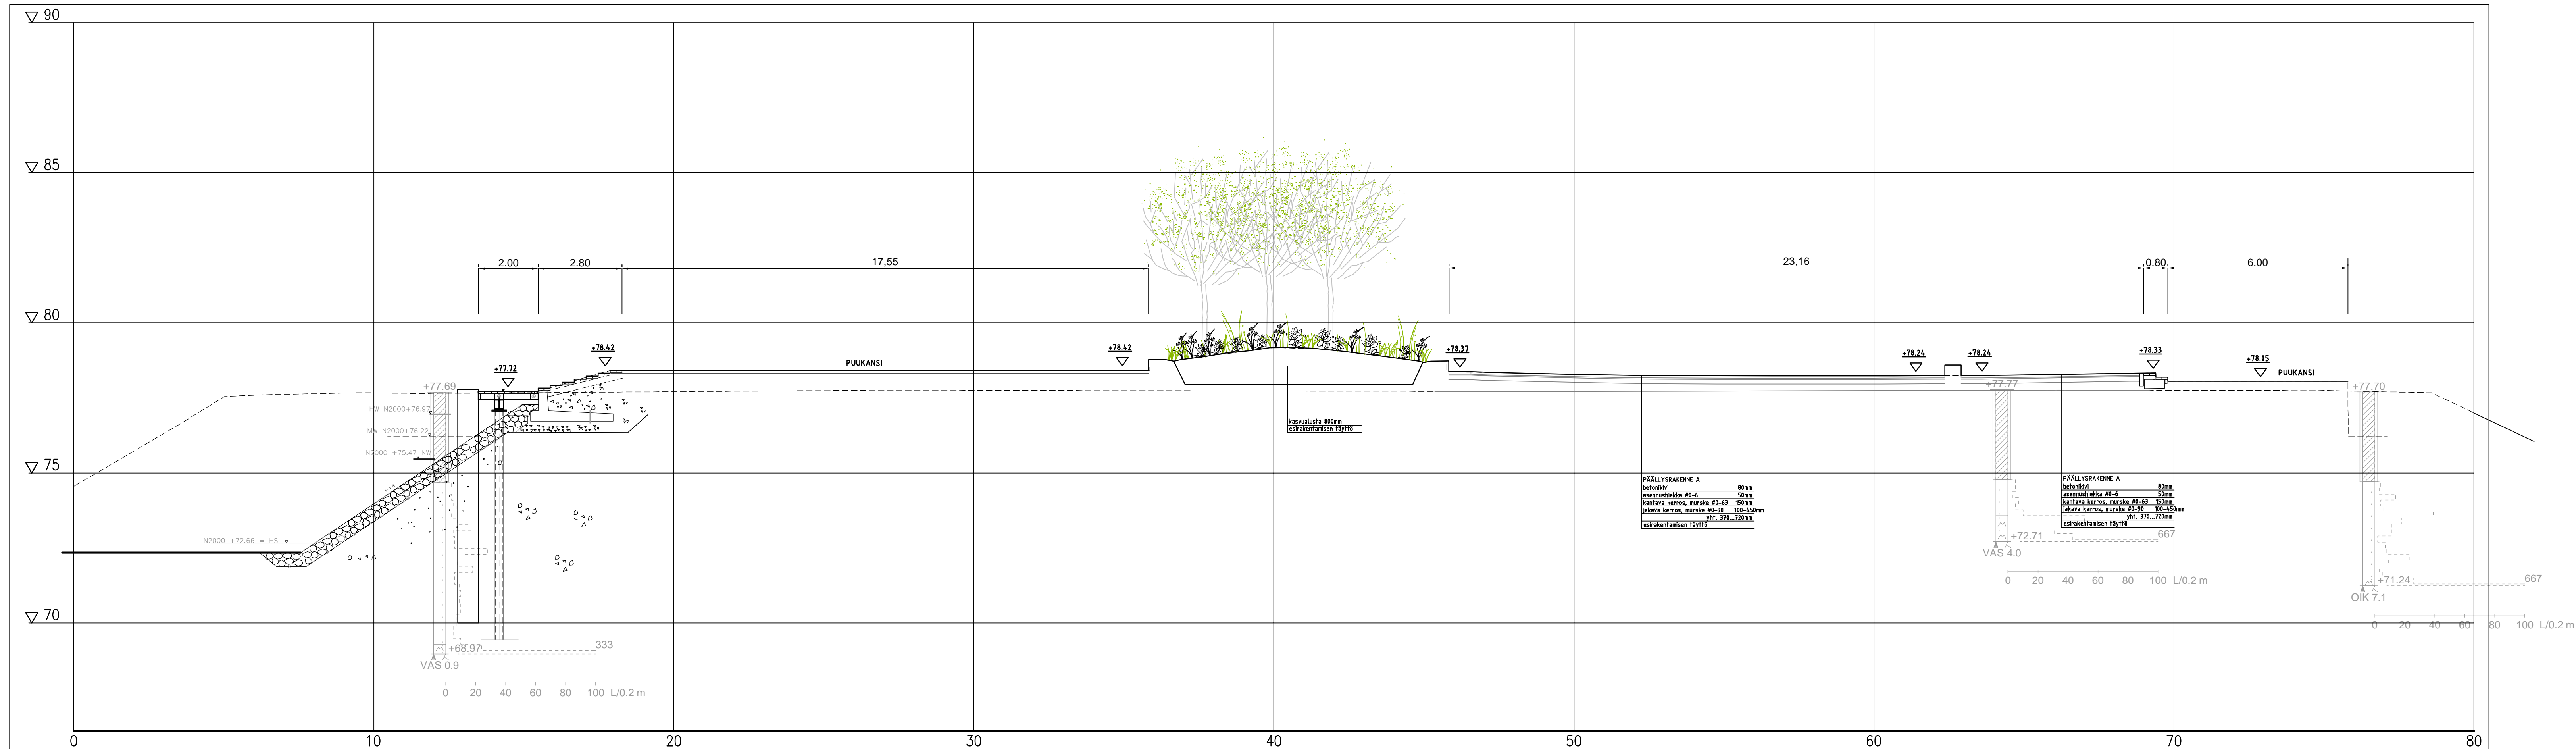 90
85
80
75
70
2.00
2.80
17,55
23,16
0.80
6.00
+78.42
+78.42
+78.37
+78.24
+78.24
+78.33
+78.05
+77.72
PUUKANSI
PUUKANSI
+77.69
+77.77
+77.70
HW N2000+76.97
MW N2000+76.22
N2000 +75.47 NW
N2000 +72.66 = HS
kasvualusta 800mm
esirakentamisen täyttö
PÄÄLLYSRAKENNE A
betonikivi 80mm
asennushiekka #0-6 50mm
kantava kerros, murske #0-63 150mm
jakava kerros, murske #0-90 100-450mm
yht. 370...720mm
esirakentamisen täyttö
PÄÄLLYSRAKENNE A
betonikivi 80mm
asennushiekka #0-6 50mm
kantava kerros, murske #0-63 150mm
jakava kerros, murske #0-90 100-450mm
yht. 370...720mm
esirakentamisen täyttö
+72.71
667
VAS 4.0
0 20 40 60 80 100 L/0.2 m
+71.24
667
OIK 7.1
0 20 40 60 80 100 L/0.2 m
+68.97
333
VAS 0.9
0 20 40 60 80 100 L/0.2 m
0 10 20 30 40 50 60 70 80